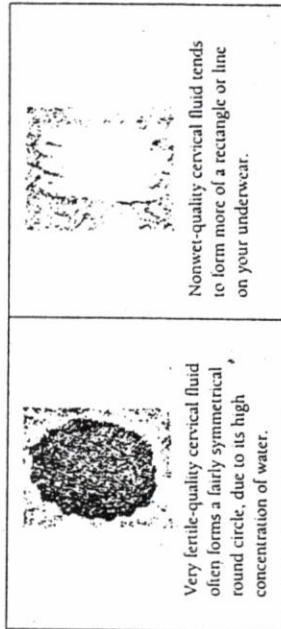 Very fertile-quality cervical fluid
often forms a fairly symmetrical
round circle, due to its high
concentration of water.
Nonwet-quality cervical fluid tends
to form more of a rectangle or line
on your underwear.